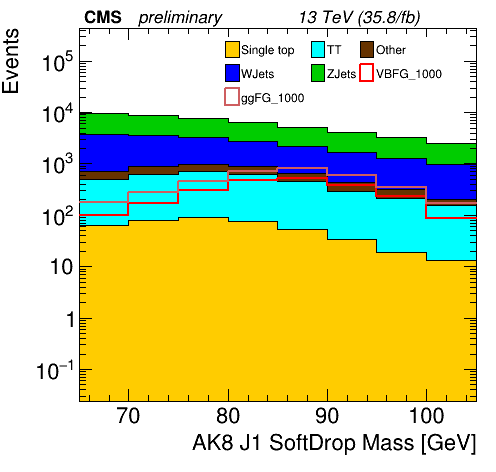 CMS preliminary 13 TeV (35.8/fb)
Events
Single top TT Other
WJets ZJets VBFG_1000
ggFG_1000
10^5
10^4
10^3
10^2
10
1
10^−1
70 80 90 100
AK8 J1 SoftDrop Mass [GeV]